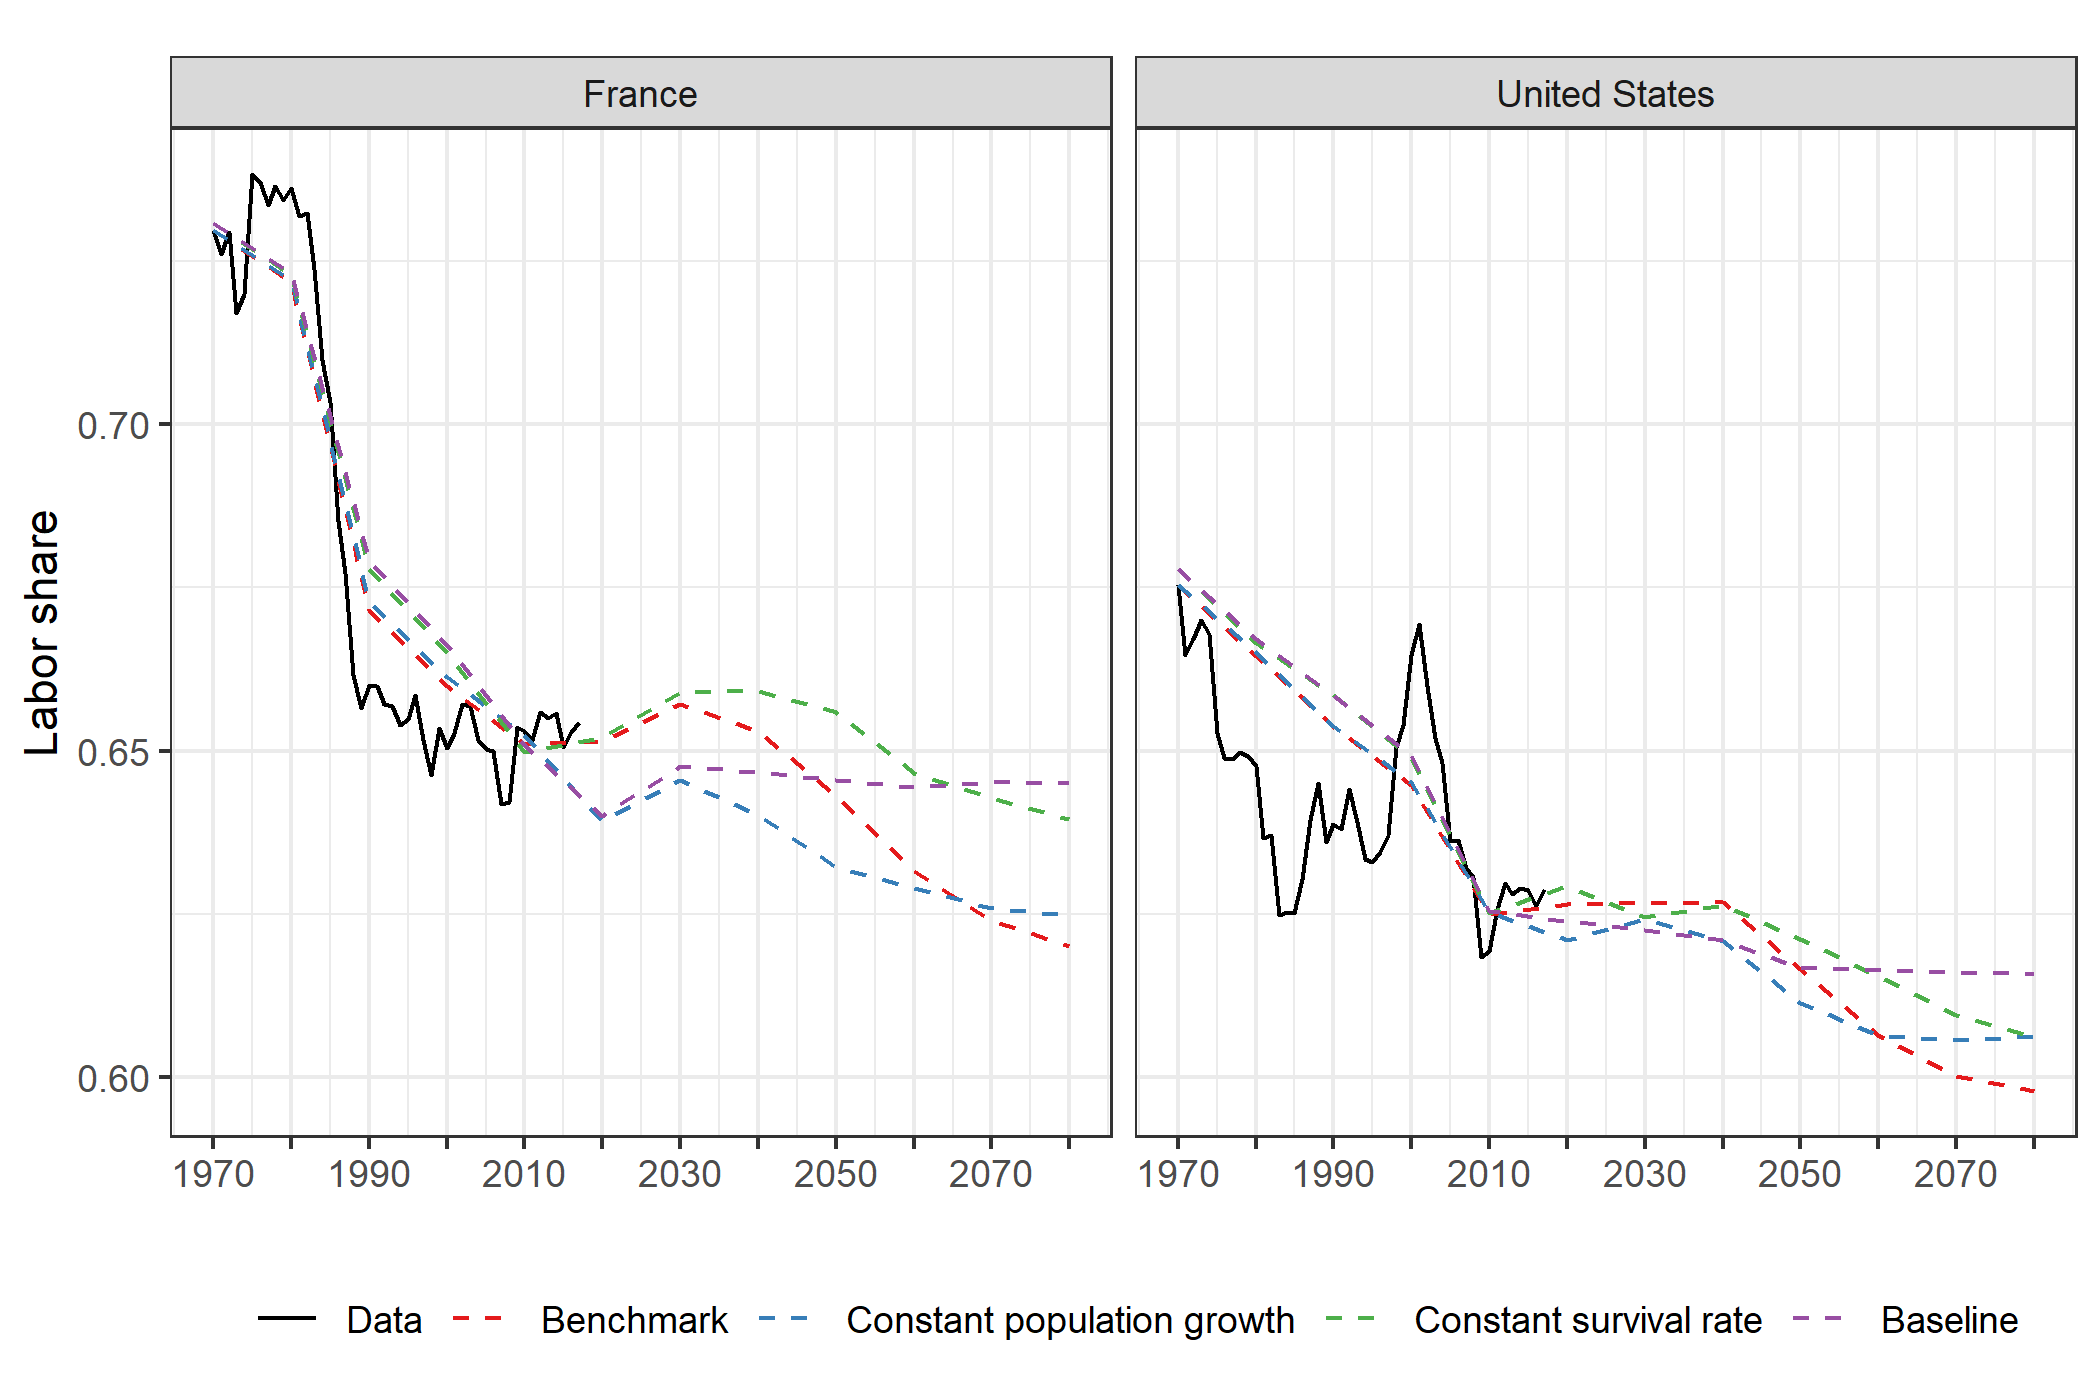 France
United States
Labor share
0.70
0.65
0.60
1970 1990 2010 2030 2050 2070
1970 1990 2010 2030 2050 2070
Data Benchmark Constant population growth Constant survival rate Baseline